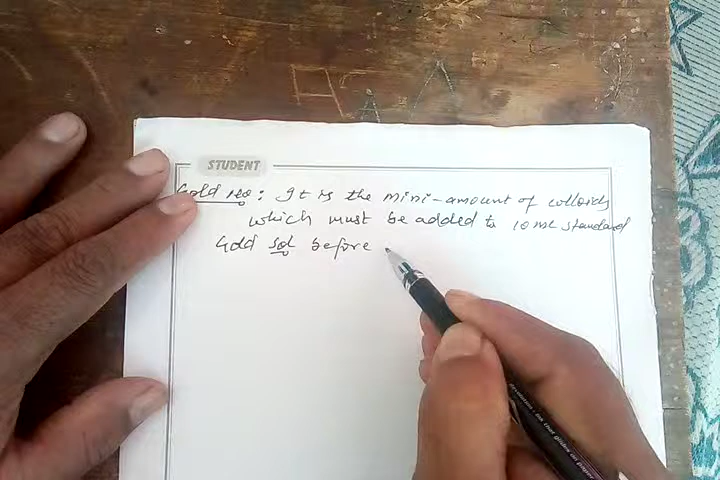 STUDENT
Gold no: It is the mini-amount of colloids
which must be added to 10 ml standard
Gold sol before